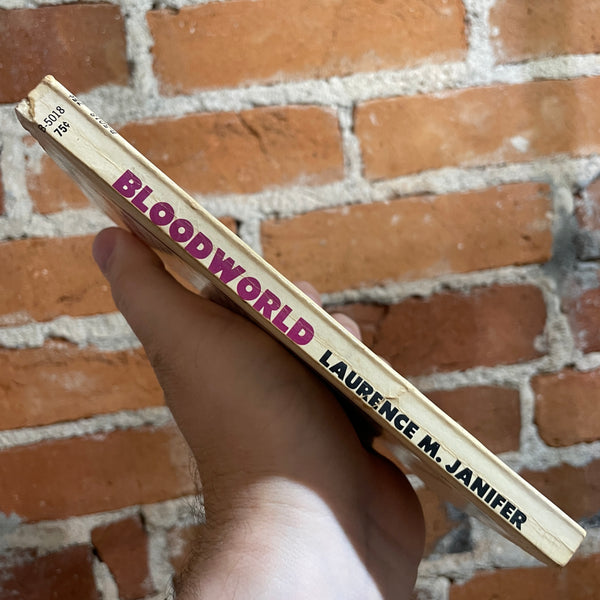 B-5018
75¢
BLOODWORLD
LAURENCE M. JANIFER